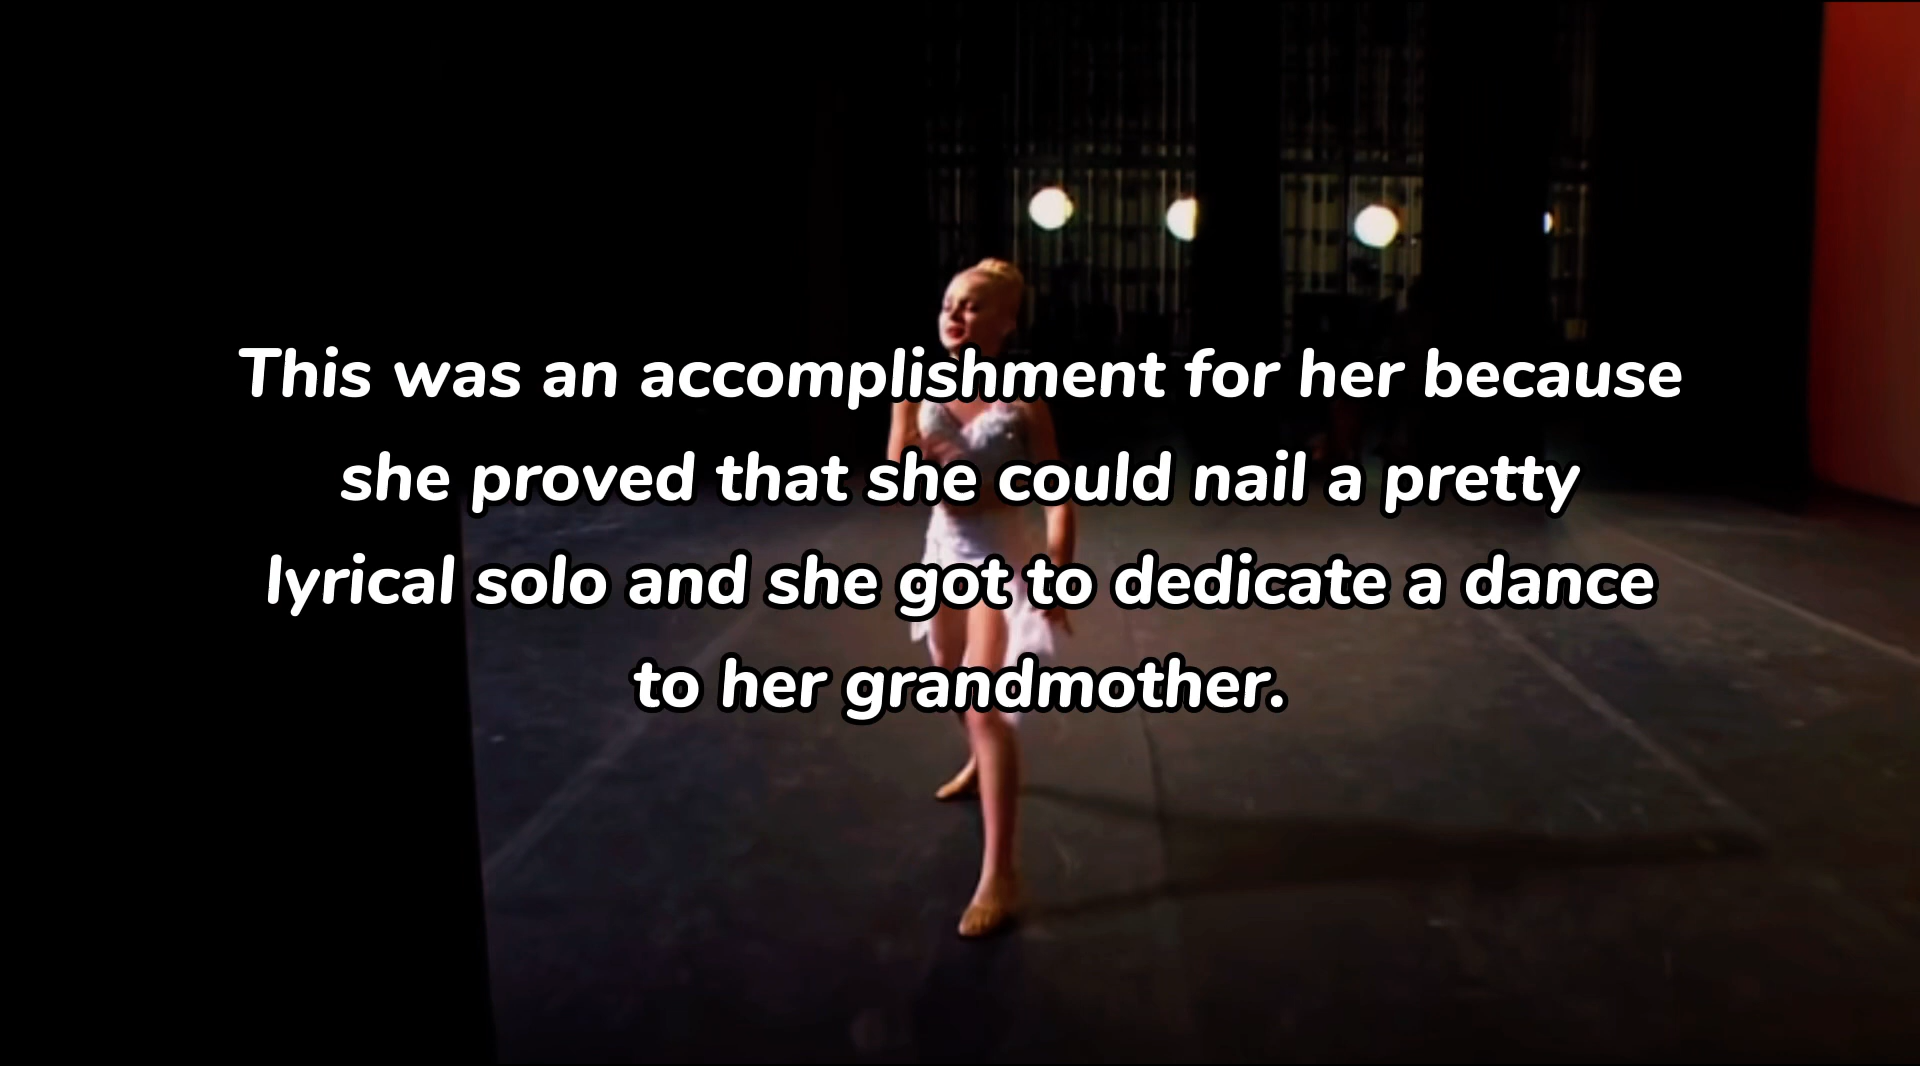 This was an accomplishment for her because
she proved that she could nail a pretty
lyrical solo and she got to dedicate a dance
to her grandmother.